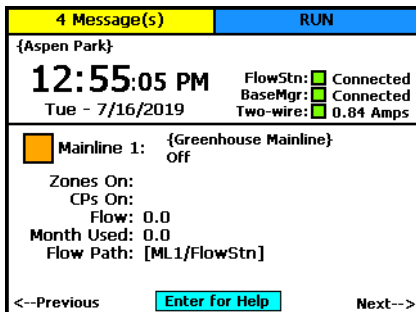 4 Message(s) RUN
{Aspen Park}
12:55:05 PM
Tue - 7/16/2019
FlowStn: Connected
BaseMgr: Connected
Two-wire: 0.84 Amps
Mainline 1: {Greenhouse Mainline}
Off
Zones On:
CPs On:
Flow: 0.0
Month Used: 0.0
Flow Path: [ML1/FlowStn]
<--Previous Enter for Help Next-->